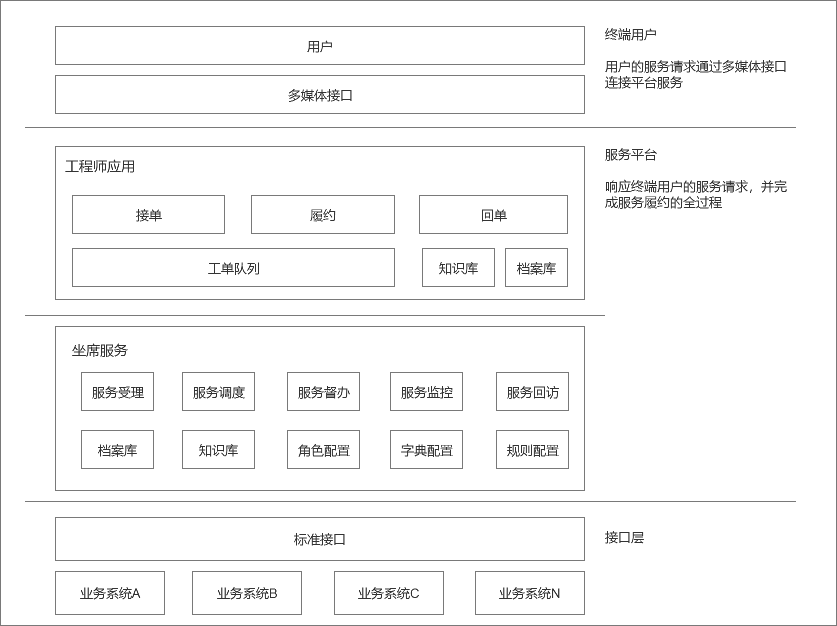 用户
多媒体接口
终端用户
用户的服务请求通过多媒体接口
连接平台服务
工程师应用
接单
履约
回单
工单队列
知识库
档案库
服务平台
响应终端用户的服务请求，并完
成服务履约的全过程
坐席服务
服务受理
服务调度
服务督办
服务监控
服务回访
档案库
知识库
角色配置
字典配置
规则配置
标准接口
接口层
业务系统A
业务系统B
业务系统C
业务系统N